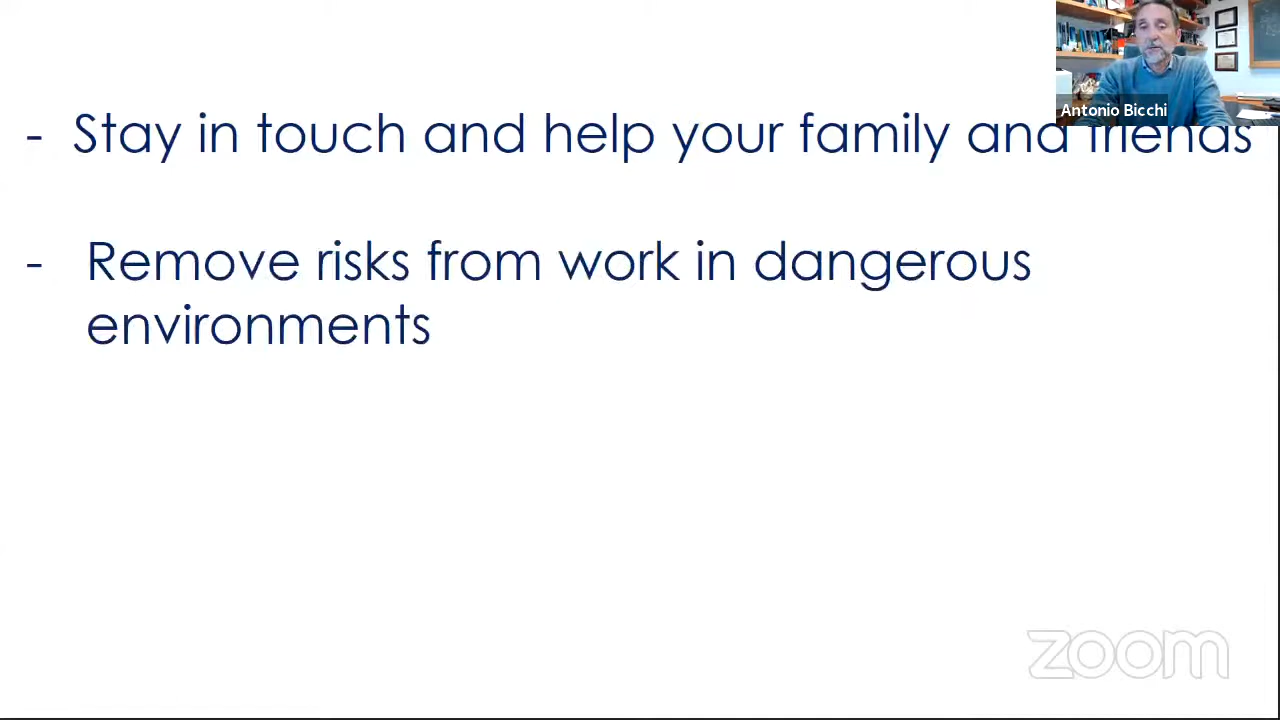 Antonio Bicchi
- Stay in touch and help your family and friends
- Remove risks from work in dangerous
environments
zoom